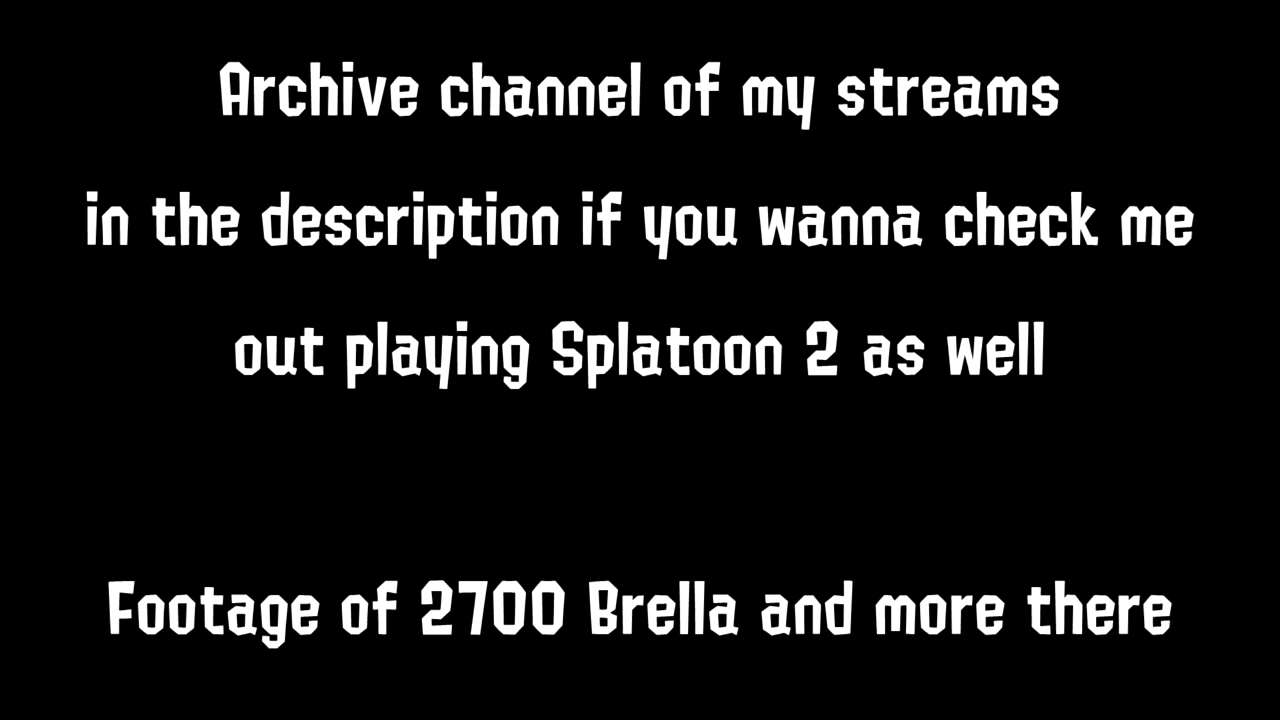 Archive channel of my streams
in the description if you wanna check me
out playing Splatoon 2 as well
Footage of 2700 Brella and more there